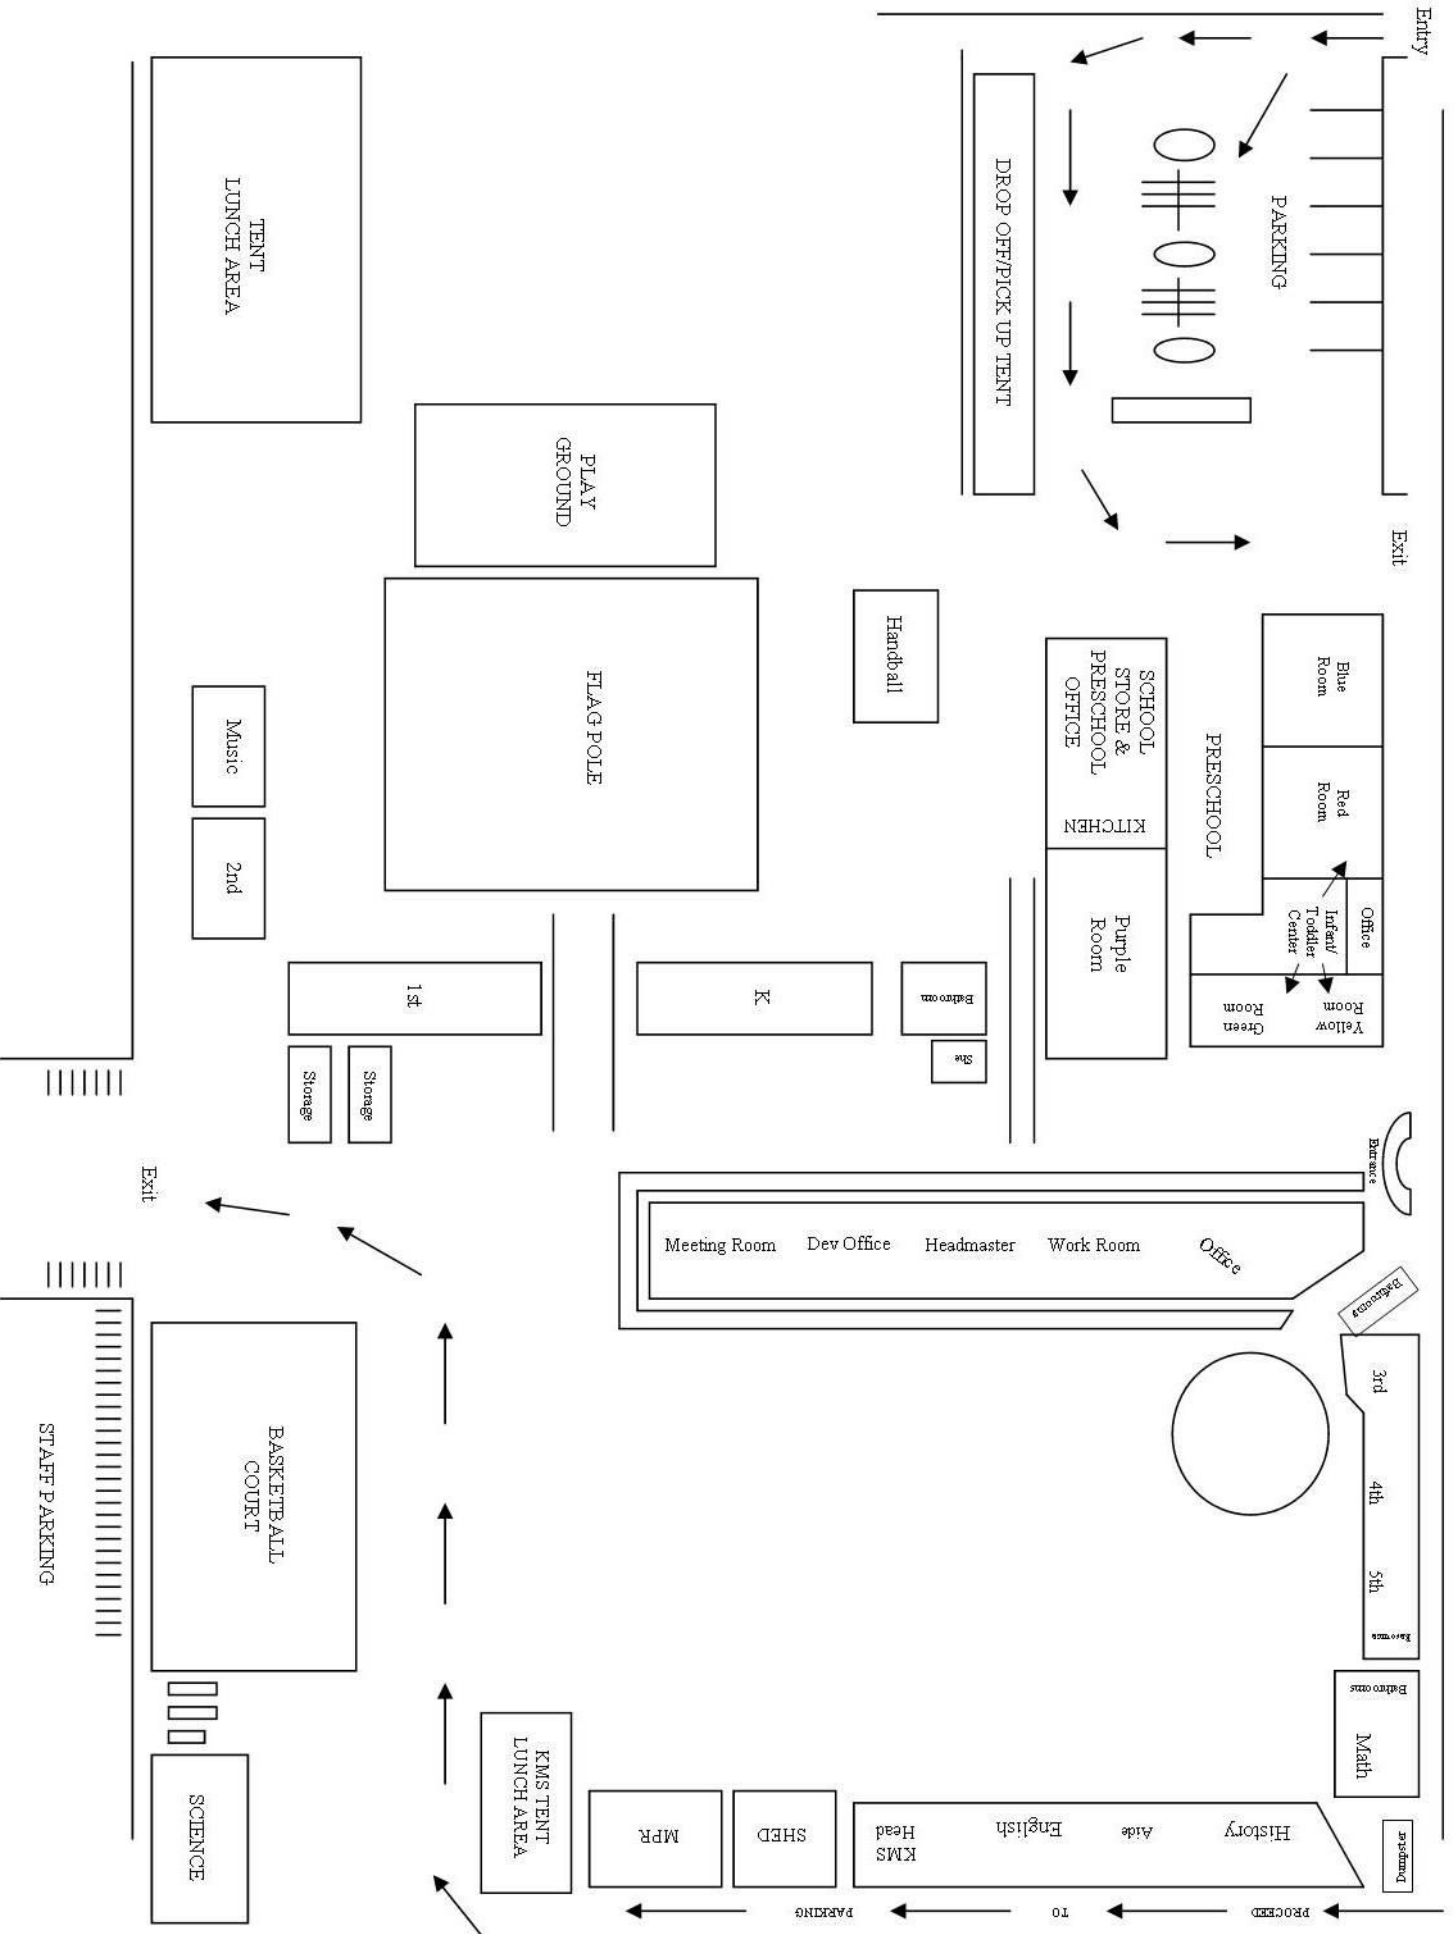 Entry
PARKING
DROP OFF/PICK UP TENT
TENT
LUNCH AREA
PLAY
GROUND
Exit
Handball
FLAG POLE
SCHOOL
STORE &
PRESCHOOL
OFFICE
KITCHEN
Purple
Room
PRESCHOOL
Blue
Room
Red
Room
Office
Infant/
Toddler
Center
Yellow
Room
Green
Room
Music
2nd
1st
K
Bathroom
She
Storage
Storage
Exit
Entrance
Meeting Room
Dev Office
Headmaster
Work Room
Office
Bathrooms
3rd
4th
5th
Bathrooms
Math
BASKETBALL
COURT
STAFF PARKING
KMS TENT
LUNCH AREA
SCIENCE
MPR
SHED
KMS
Head
English
Aide
History
Dumpster
PROCEED
TO
PARKING